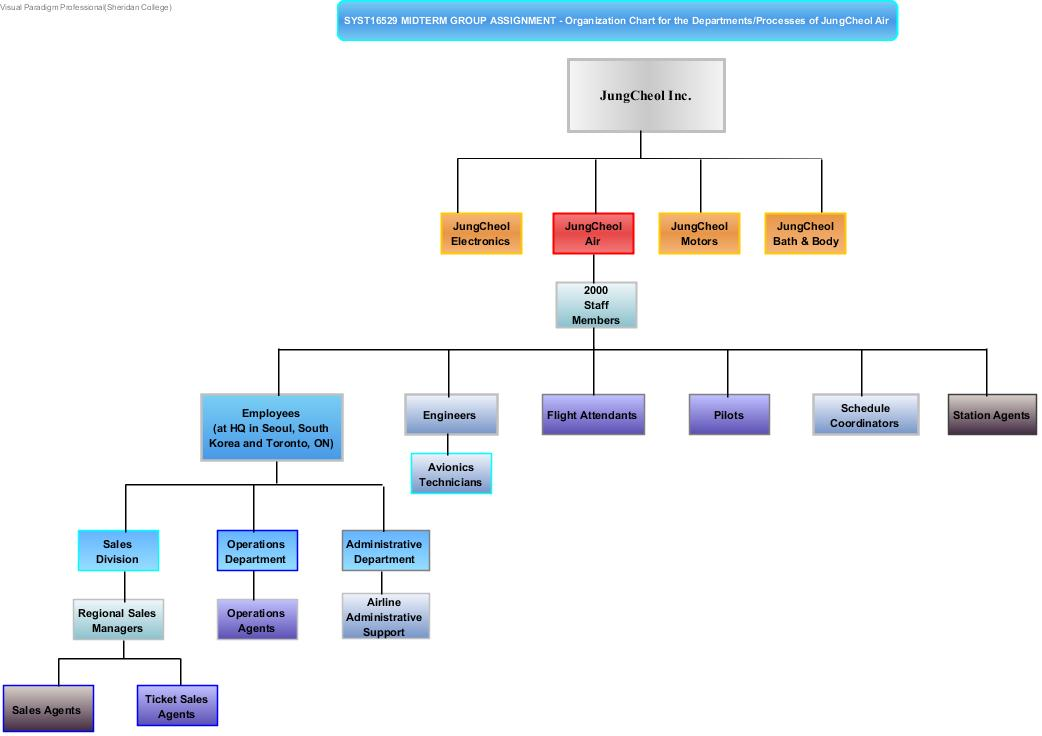 Visual Paradigm Professional(Sheridan College)
SYST16529 MIDTERM GROUP ASSIGNMENT - Organization Chart for the Departments/Processes of JungCheol Air
JungCheol Inc.
JungCheol
Electronics
JungCheol
Air
JungCheol
Motors
JungCheol
Bath & Body
2000
Staff
Members
Employees
(at HQ in Seoul, South
Korea and Toronto, ON)
Engineers
Flight Attendants
Pilots
Schedule
Coordinators
Station Agents
Avionics
Technicians
Sales
Division
Operations
Department
Administrative
Department
Regional Sales
Managers
Operations
Agents
Airline
Administrative
Support
Sales Agents
Ticket Sales
Agents